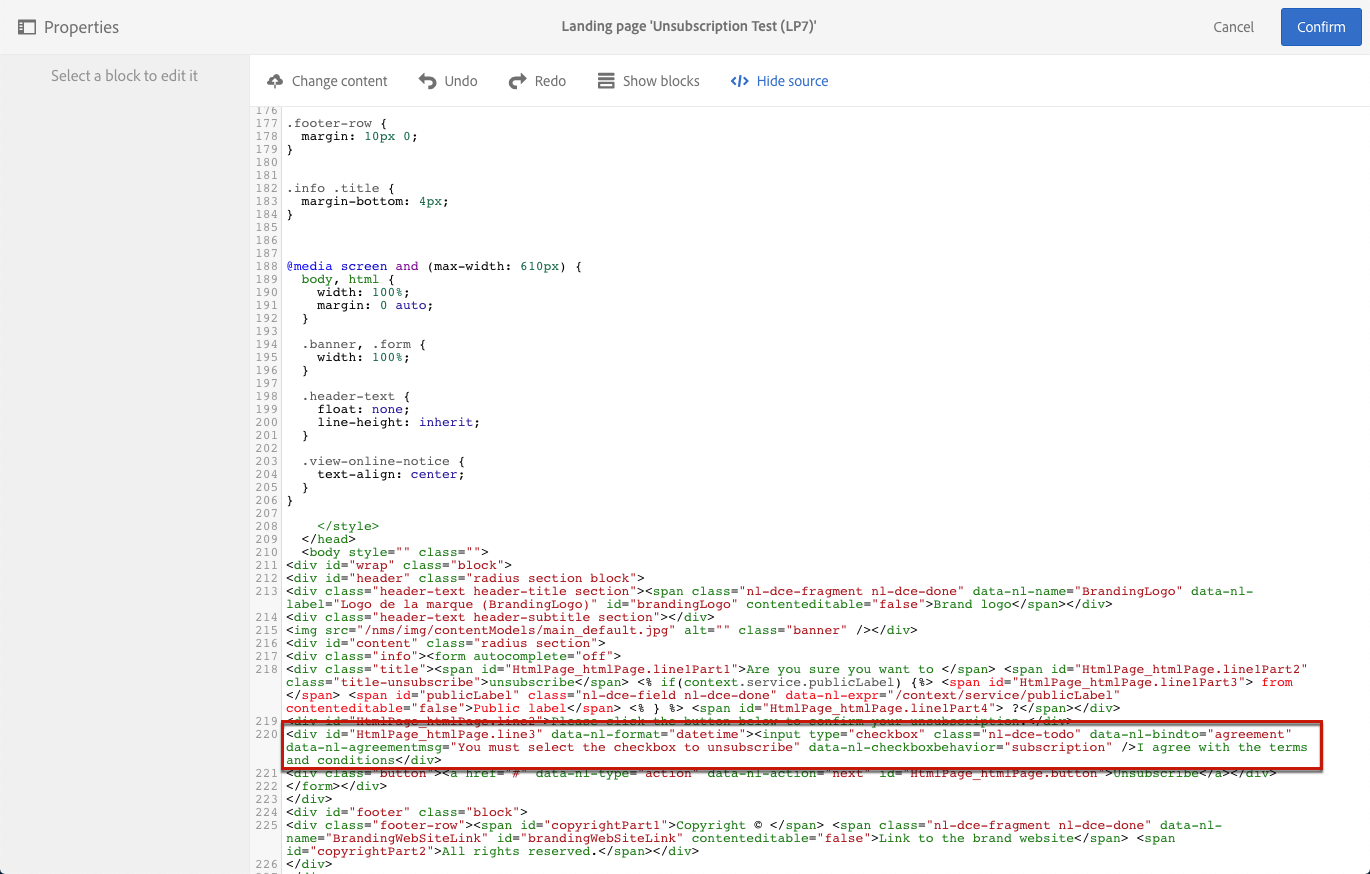 Properties
Landing page 'Unsubscription Test (LP7)'
Cancel
Confirm
Select a block to edit it
Change content
Undo
Redo
Show blocks
</> Hide source
176
177 .footer-row {
178 margin: 10px 0;
179 }
180
181
182 .info .title {
183 margin-bottom: 4px;
184 }
185
186
187
188 @media screen and (max-width: 610px) {
189 body, html {
190 width: 100%;
191 margin: 0 auto;
192 }
193
194 .banner, .form {
195 width: 100%;
196 }
197
198 .header-text {
199 float: none;
200 line-height: inherit;
201 }
202
203 .view-online-notice {
204 text-align: center;
205 }
206 }
207
208 </style>
209 </head>
210 <body style="" class="">
211 <div id="wrap" class="block">
212 <div id="header" class="radius section block">
213 <div class="header-text header-title section"><span class="nl-dce-fragment nl-dce-done" data-nl-name="BrandingLogo" data-nl-
label="Logo de la marque (BrandingLogo)" id="brandingLogo" contenteditable="false">Brand logo</span></div>
214 <div class="header-text header-subtitle section"></div>
215 <img src="/nms/img/contentModels/main_default.jpg" alt="" class="banner" /></div>
216 <div id="content" class="radius section">
217 <div class="info"><form autocomplete="off">
218 <div class="title"><span id="HtmlPage_htmlPage.line1Part1">Are you sure you want to </span> <span id="HtmlPage_htmlPage.line1Part2"
class="title-unsubscribe">unsubscribe</span> <% if(context.service.publicLabel) {%> <span id="HtmlPage_htmlPage.line1Part3"> from
</span> <span id="publicLabel" class="nl-dce-field nl-dce-done" data-nl-expr="/context/service/publicLabel"
contenteditable="false">Public label</span> <% } %> <span id="HtmlPage_htmlPage.line1Part4"> ?</span></div>
219 <div id="HtmlPage_htmlPage.line2">Please click the button below to confirm your unsubscription.</div>
220 <div id="HtmlPage_htmlPage.line3" data-nl-format="datetime"><input type="checkbox" class="nl-dce-todo" data-nl-bindto="agreement"
data-nl-agreementmsg="You must select the checkbox to unsubscribe" data-nl-checkboxbehavior="subscription" />I agree with the terms
and conditions</div>
221 <div class="button"><a href="#" data-nl-type="action" data-nl-action="next" id="HtmlPage_htmlPage.button">Unsubscribe</a></div>
222 </form></div>
223 </div>
224 <div id="footer" class="block">
225 <div class="footer-row"><span id="copyrightPart1">Copyright © </span> <span class="nl-dce-fragment nl-dce-done" data-nl-
name="BrandingWebSiteLink" id="brandingWebSiteLink" contenteditable="false">Link to the brand website</span> <span
id="copyrightPart2">All rights reserved.</span></div>
226 </div>